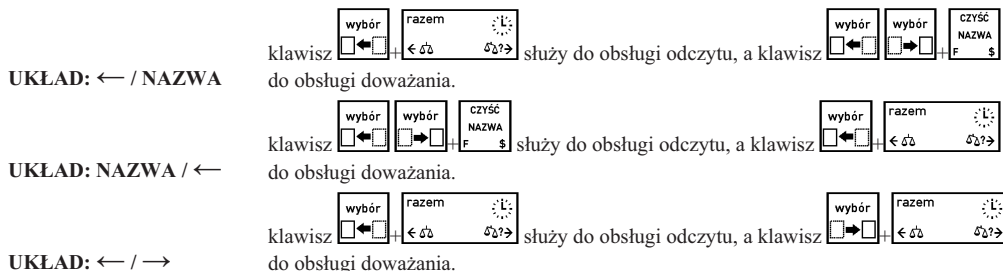 klawisz wybór + razem służy do obsługi odczytu, a klawisz wybór wybór + CZYŚĆ NAZWA F
UKŁAD: ← / NAZWA do obsługi doważania.
klawisz wybór wybór + CZYŚĆ NAZWA F $ służy do obsługi odczytu, a klawisz wybór + razem
UKŁAD: NAZWA / ← do obsługi doważania.
klawisz wybór + razem służy do obsługi odczytu, a klawisz wybór + razem
UKŁAD: ← / → do obsługi doważania.